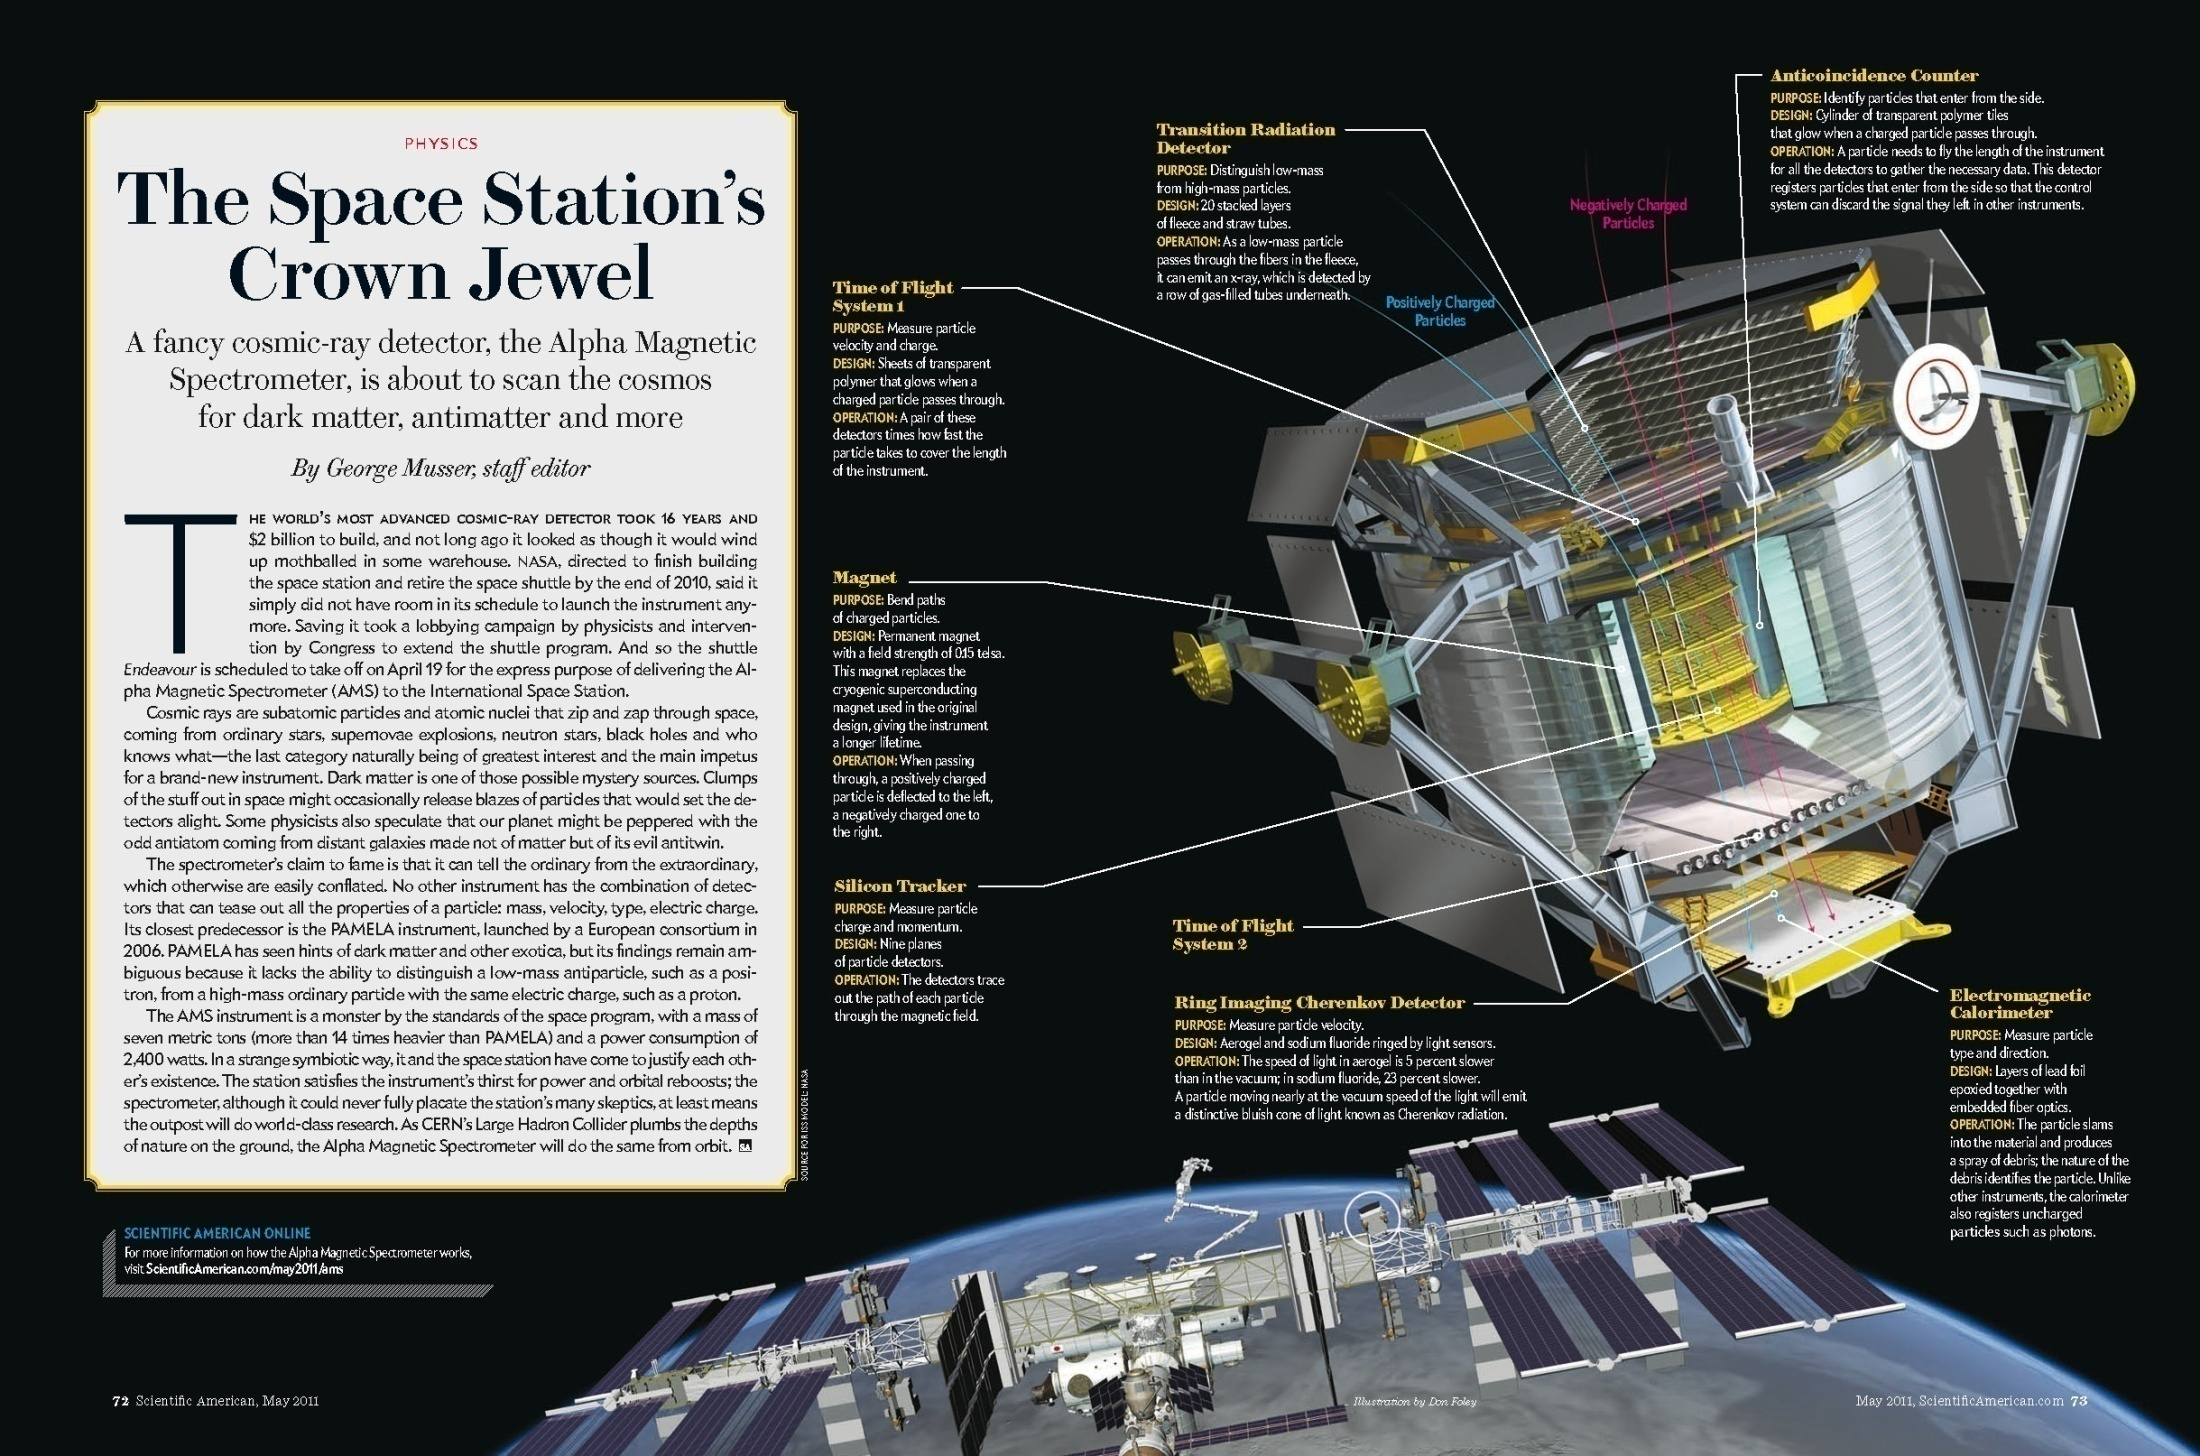 PHYSICS
The Space Station's
Crown Jewel
A fancy cosmic-ray detector, the Alpha Magnetic
Spectrometer, is about to scan the cosmos
for dark matter, antimatter and more
By George Musser, staff editor
THE WORLD'S MOST ADVANCED COSMIC-RAY DETECTOR TOOK 16 YEARS AND
$2 billion to build, and not long ago it looked as though it would wind
up mothballed in some warehouse. NASA, directed to finish building
the space station and retire the space shuttle by the end of 2010, said it
simply did not have room in its schedule to launch the instrument any-
more. Saving it took a lobbying campaign by physicists and interven-
tion by Congress to extend the shuttle program. And so the shuttle
Endeavour is scheduled to take off on April 19 for the express purpose of delivering the Al-
pha Magnetic Spectrometer (AMS) to the International Space Station.
Cosmic rays are subatomic particles and atomic nuclei that zip and zap through space,
coming from ordinary stars, supernovae explosions, neutron stars, black holes and who
knows what—the last category naturally being of greatest interest and the main impetus
for a brand-new instrument. Dark matter is one of those possible mystery sources. Clumps
of the stuff out in space might occasionally release blazes of particles that would set the de-
tectors alight. Some physicists also speculate that our planet might be peppered with the
odd antiatom coming from distant galaxies made not of matter but of its evil antitwin.
The spectrometer's claim to fame is that it can tell the ordinary from the extraordinary,
which otherwise are easily conflated. No other instrument has the combination of detec-
tors that can tease out all the properties of a particle: mass, velocity, type, electric charge.
Its closest predecessor is the PAMELA instrument, launched by a European consortium in
2006. PAMELA has seen hints of dark matter and other exotica, but its findings remain am-
biguous because it lacks the ability to distinguish a low-mass antiparticle, such as a posi-
tron, from a high-mass ordinary particle with the same electric charge, such as a proton.
The AMS instrument is a monster by the standards of the space program, with a mass of
seven metric tons (more than 14 times heavier than PAMELA) and a power consumption of
2,400 watts. In a strange symbiotic way, it and the space station have come to justify each oth-
er's existence. The station satisfies the instrument's thirst for power and orbital reboosts; the
spectrometer, although it could never fully placate the station's many skeptics, at least means
the outpost will do world-class research. As CERN's Large Hadron Collider plumbs the depths
of nature on the ground, the Alpha Magnetic Spectrometer will do the same from orbit. SA
SOURCE FOR ISS MODEL: NASA
SCIENTIFIC AMERICAN ONLINE
For more information on how the Alpha Magnetic Spectrometer works,
visit ScientificAmerican.com/may2011/ams
72 Scientific American, May 2011
Time of Flight
System 1
PURPOSE: Measure particle
velocity and charge.
DESIGN: Sheets of transparent
polymer that glows when a
charged particle passes through.
OPERATION: A pair of these
detectors times how fast the
particle takes to cover the length
of the instrument.
Magnet
PURPOSE: Bend paths
of charged particles.
DESIGN: Permanent magnet
with a field strength of 0.15 telsa.
This magnet replaces the
cryogenic superconducting
magnet used in the original
design, giving the instrument
a longer lifetime.
OPERATION: When passing
through, a positively charged
particle is deflected to the left,
a negatively charged one to
the right.
Silicon Tracker
PURPOSE: Measure particle
charge and momentum.
DESIGN: Nine planes
of particle detectors.
OPERATION: The detectors trace
out the path of each particle
through the magnetic field.
Transition Radiation
Detector
PURPOSE: Distinguish low-mass
from high-mass particles.
DESIGN: 20 stacked layers
of fleece and straw tubes.
OPERATION: As a low-mass particle
passes through the fibers in the fleece,
it can emit an x-ray, which is detected by
a row of gas-filled tubes underneath.
Positively Charged
Particles
Negatively Charged
Particles
Anticoincidence Counter
PURPOSE: Identify particles that enter from the side.
DESIGN: Cylinder of transparent polymer tiles
that glow when a charged particle passes through.
OPERATION: A particle needs to fly the length of the instrument
for all the detectors to gather the necessary data. This detector
registers particles that enter from the side so that the control
system can discard the signal they left in other instruments.
Time of Flight
System 2
Ring Imaging Cherenkov Detector
PURPOSE: Measure particle velocity.
DESIGN: Aerogel and sodium fluoride ringed by light sensors.
OPERATION: The speed of light in aerogel is 5 percent slower
than in the vacuum; in sodium fluoride, 23 percent slower.
A particle moving nearly at the vacuum speed of the light will emit
a distinctive bluish cone of light known as Cherenkov radiation.
Electromagnetic
Calorimeter
PURPOSE: Measure particle
type and direction.
DESIGN: Layers of lead foil
epoxied together with
embedded fiber optics.
OPERATION: The particle slams
into the material and produces
a spray of debris; the nature of the
debris identifies the particle. Unlike
other instruments, the calorimeter
also registers uncharged
particles such as photons.
Illustration by Don Foley
May 2011, ScientificAmerican.com 73